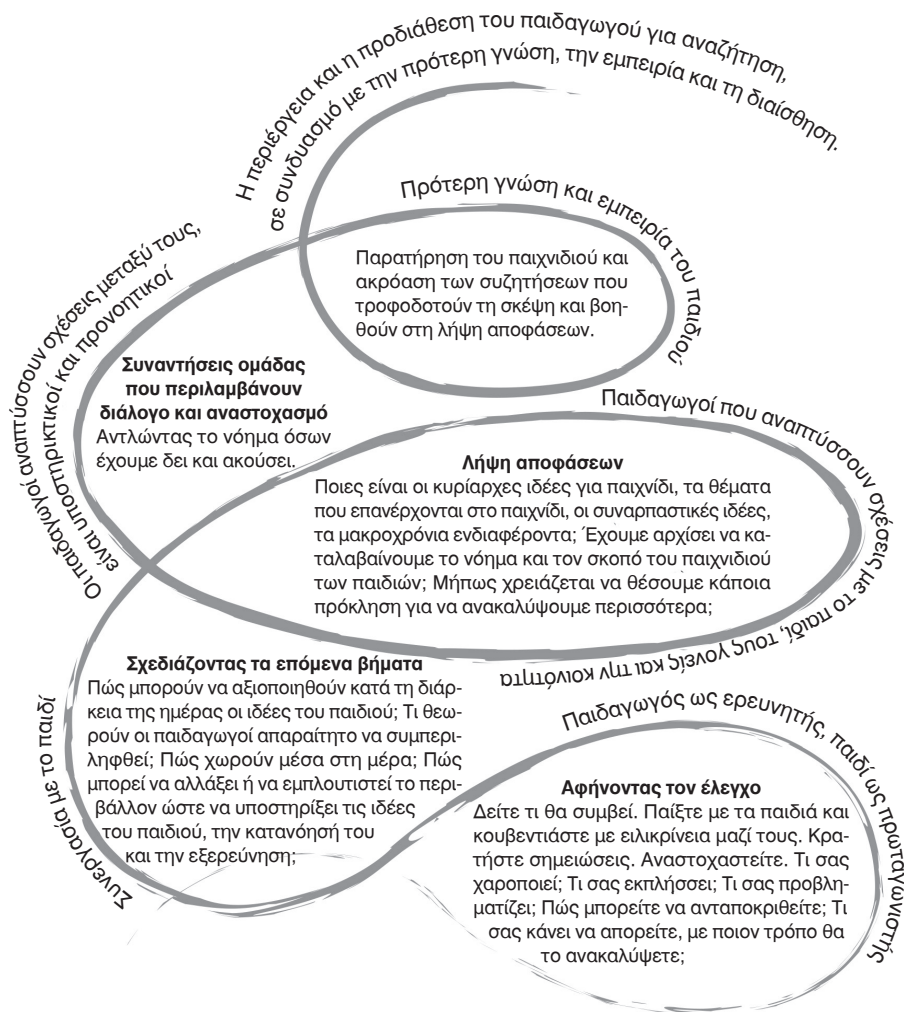 Η περιέργεια και η προδιάθεση του παιδαγωγού για αναζήτηση,
σε συνδυασμό με την πρότερη γνώση, την εμπειρία και τη διαίσθηση.
Πρότερη γνώση και εμπειρία του παιδιού
Παρατήρηση του παιχνιδιού και
ακρόαση των συζητήσεων που
τροφοδοτούν τη σκέψη και βοη-
θούν στη λήψη αποφάσεων.
Οι παιδαγωγοί αναπτύσσουν σχέσεις μεταξύ τους,
είναι υποστηρικτικοί και προνοητικοί
Συναντήσεις ομάδας
που περιλαμβάνουν
διάλογο και αναστοχασμό
Αντλώντας το νόημα όσων
έχουμε δει και ακούσει.
Παιδαγωγοί που αναπτύσσουν σχέσεις με το παιδί, τους γονείς και την κοινότητα
Λήψη αποφάσεων
Ποιες είναι οι κυρίαρχες ιδέες για παιχνίδι, τα θέματα
που επανέρχονται στο παιχνίδι, οι συναρπαστικές ιδέες,
τα μακροχρόνια ενδιαφέροντα; Έχουμε αρχίσει να κα-
ταλαβαίνουμε το νόημα και τον σκοπό του παιχνιδιού
των παιδιών; Μήπως χρειάζεται να θέσουμε κάποια
πρόκληση για να ανακαλύψουμε περισσότερα;
Συνεργασία με το παιδί
Σχεδιάζοντας τα επόμενα βήματα
Πώς μπορούν να αξιοποιηθούν κατά τη διάρ-
κεια της ημέρας οι ιδέες του παιδιού; Τι θεω-
ρούν οι παιδαγωγοί απαραίτητο να συμπερι-
ληφθεί; Πώς χωρούν μέσα στη μέρα; Πώς
μπορεί να αλλάξει ή να εμπλουτιστεί το περι-
βάλλον ώστε να υποστηρίξει τις ιδέες
του παιδιού, την κατανόησή του
και την εξερεύνηση;
Παιδαγωγός ως ερευνητής, παιδί ως πρωταγωνιστής
Αφήνοντας τον έλεγχο
Δείτε τι θα συμβεί. Παίξτε με τα παιδιά και
κουβεντιάστε με ειλικρίνεια μαζί τους. Κρα-
τήστε σημειώσεις. Αναστοχαστείτε. Τι σας
χαροποιεί; Τι σας εκπλήσσει; Τι σας προβλη-
ματίζει; Πώς μπορείτε να ανταποκριθείτε; Τι
σας κάνει να απορείτε, με ποιον τρόπο θα
το ανακαλύψετε;